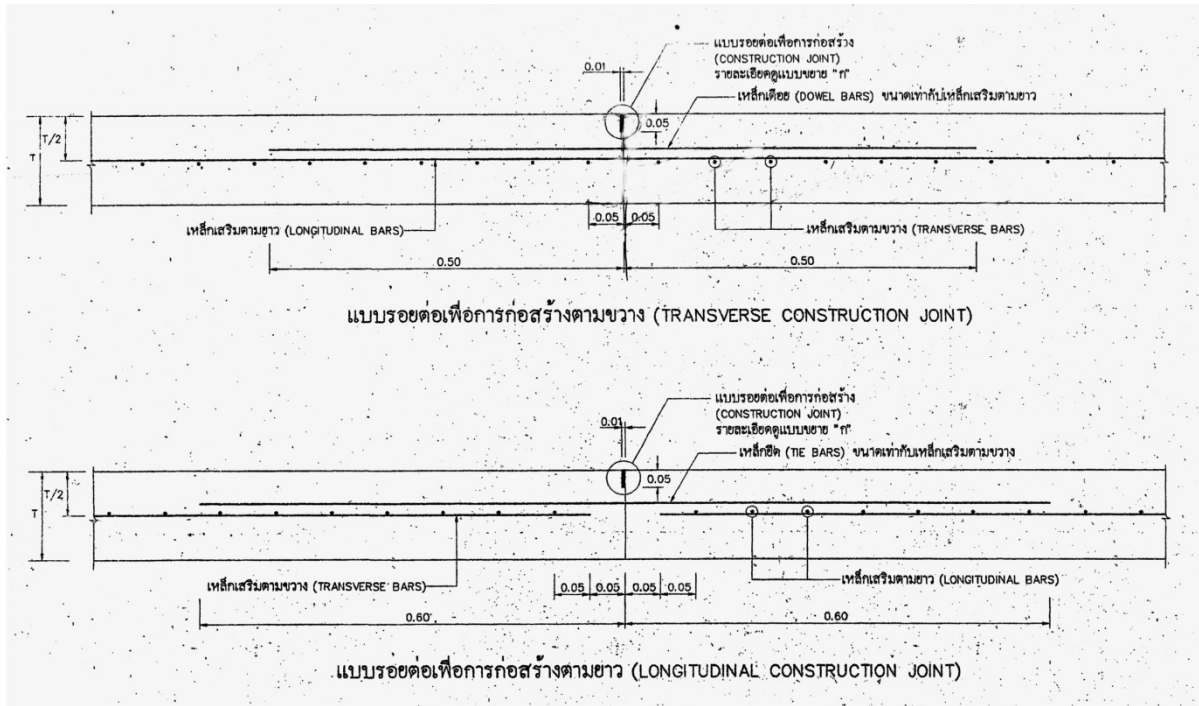 แบบรอยต่อเพื่อการก่อสร้าง
(CONSTRUCTION JOINT)
รายละเอียดดูแบบขยาย "ก"
0.01
เหล็กเดือย (DOWEL BARS) ขนาดเท่ากับเหล็กเสริมตามยาว
0.05
T/2
T
0.05
0.05
เหล็กเสริมตามยาว (LONGITUDINAL BARS)
เหล็กเสริมตามขวาง (TRANSVERSE BARS)
0.50
0.50
แบบรอยต่อเพื่อการก่อสร้างตามขวาง (TRANSVERSE CONSTRUCTION JOINT)
แบบรอยต่อเพื่อการก่อสร้าง
(CONSTRUCTION JOINT)
รายละเอียดดูแบบขยาย "ก"
0.01
เหล็กยึด (TIE BARS) ขนาดเท่ากับเหล็กเสริมตามขวาง
0.05
T/2
T
เหล็กเสริมตามขวาง (TRANSVERSE BARS)
เหล็กเสริมตามยาว (LONGITUDINAL BARS)
0.05
0.05
0.05
0.05
0.60
0.60
แบบรอยต่อเพื่อการก่อสร้างตามยาว (LONGITUDINAL CONSTRUCTION JOINT)